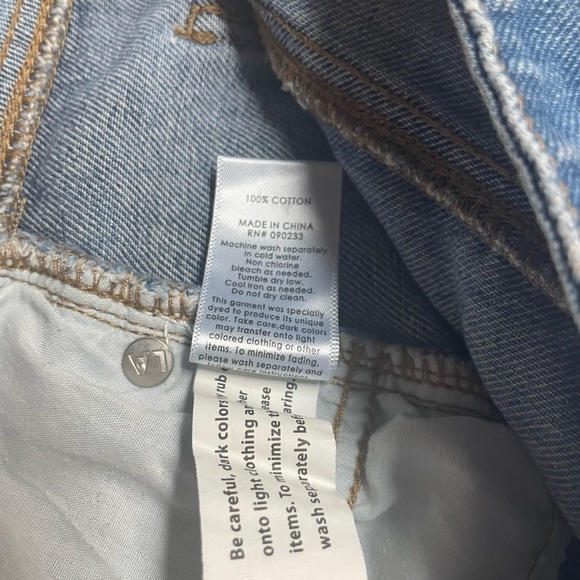 100% COTTON
MADE IN CHINA
RN# 090233
Machine wash separately
in cold water.
Non chlorine
bleach as needed.
Tumble dry low.
Cool iron as needed.
Do not dry clean.
This garment was specially
dyed to produce its unique
color. Take care,dark colors
may transfer onto light
colored clothing or other
items. To minimize fading,
please wash separately and
Be careful, dark colors
onto light clothing
items. To minimize
wash separately